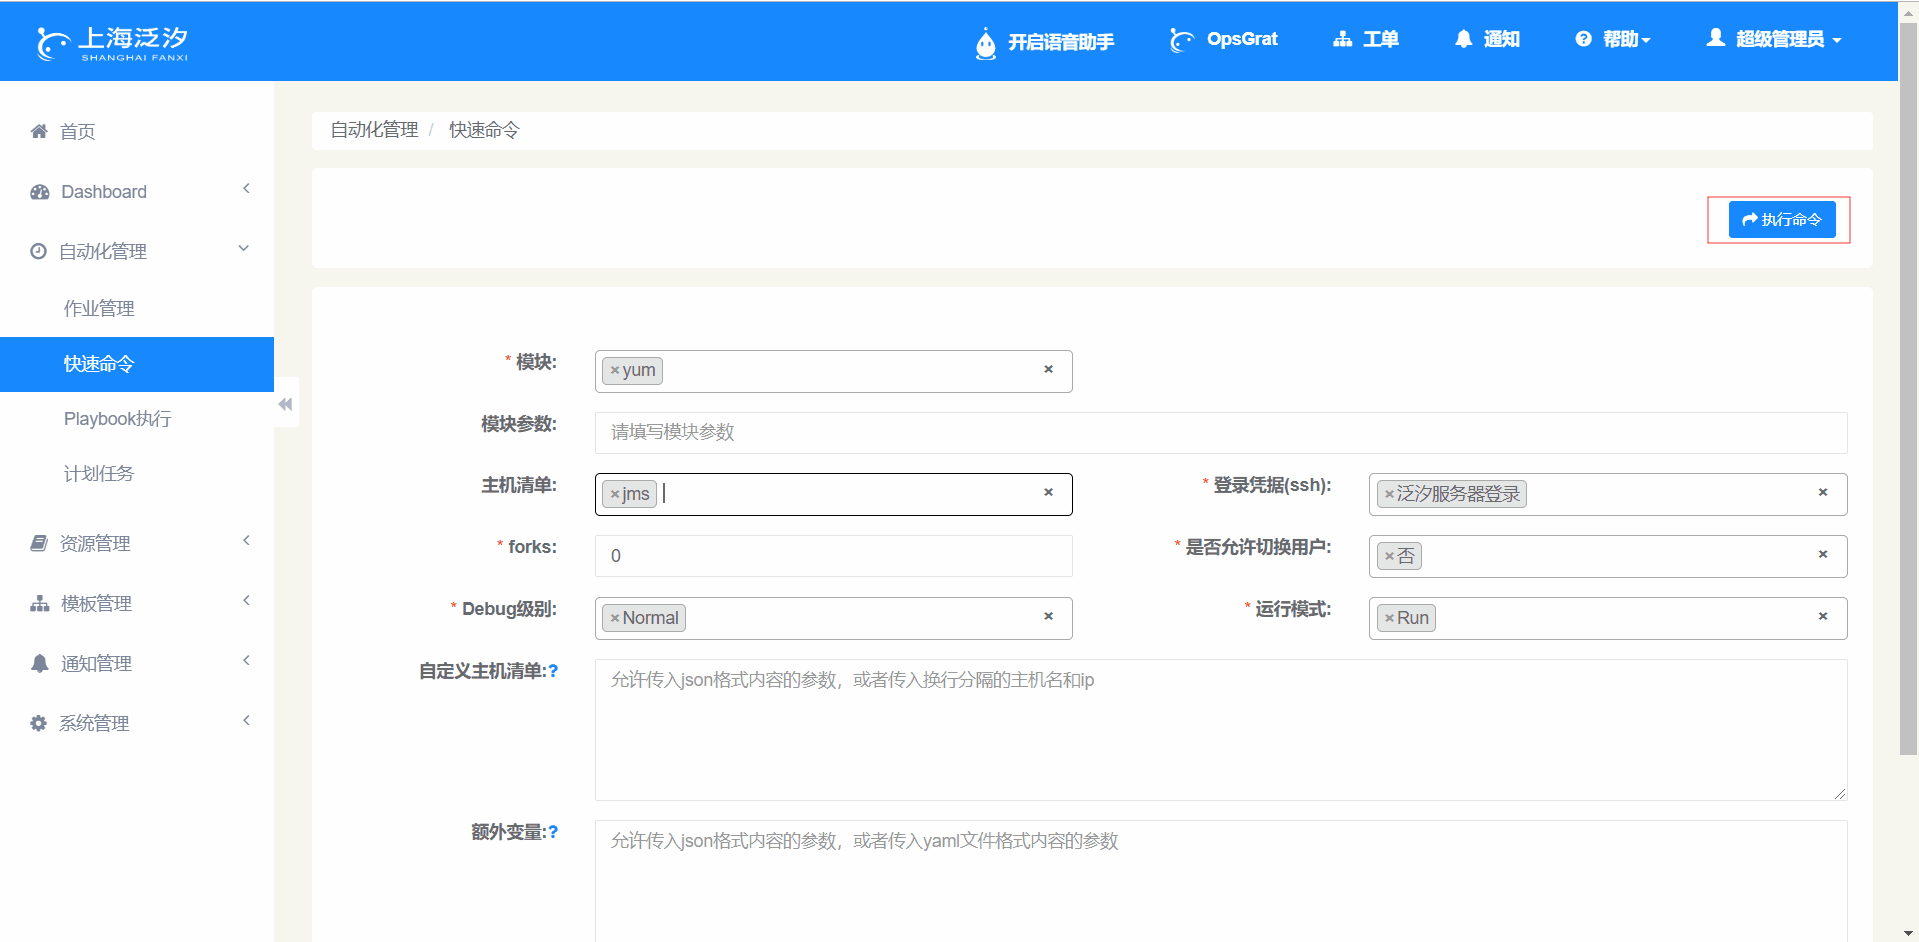 上海泛汐
SHANGHAI FANXI
开启语音助手
OpsGrat
工单
通知
帮助
超级管理员
首页
Dashboard
自动化管理
作业管理
快速命令
Playbook执行
计划任务
资源管理
模板管理
通知管理
系统管理
自动化管理 / 快速命令
执行命令
* 模块: ×yum ×
模块参数: 请填写模块参数
主机清单: ×jms ×
* 登录凭据(ssh): ×泛汐服务器登录 ×
* forks: 0
* 是否允许切换用户: ×否 ×
* Debug级别: ×Normal ×
* 运行模式: ×Run ×
自定义主机清单:? 允许传入json格式内容的参数，或者传入换行分隔的主机名和ip
额外变量:? 允许传入json格式内容的参数，或者传入yaml文件格式内容的参数